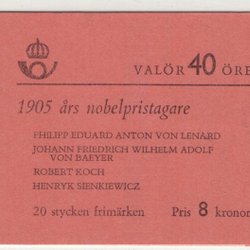 VALÖR 40 ÖRE
1905 års nobelpristagare
PHILIPP EDUARD ANTON VON LENARD
JOHANN FRIEDRICH WILHELM ADOLF
VON BAEYER
ROBERT KOCH
HENRYK SIENKIEWICZ
20 stycken frimärken Pris 8 kronor